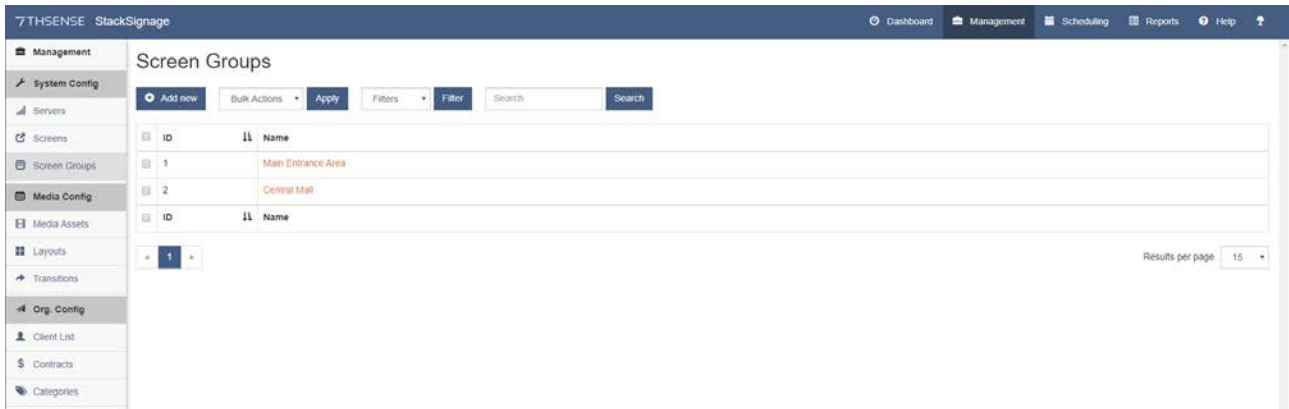 7THSENSE StackSignage
Dashboard Management Scheduling Reports Help
Management
System Config
Servers
Screens
Screen Groups
Media Config
Media Assets
Layouts
Transitions
Org. Config
Client List
Contracts
Categories
Screen Groups
Add new Bulk Actions Apply Filters Filter Search Search
ID Name
1 Main Entrance Area
2 Central Mall
ID Name
« 1 »
Results per page 15